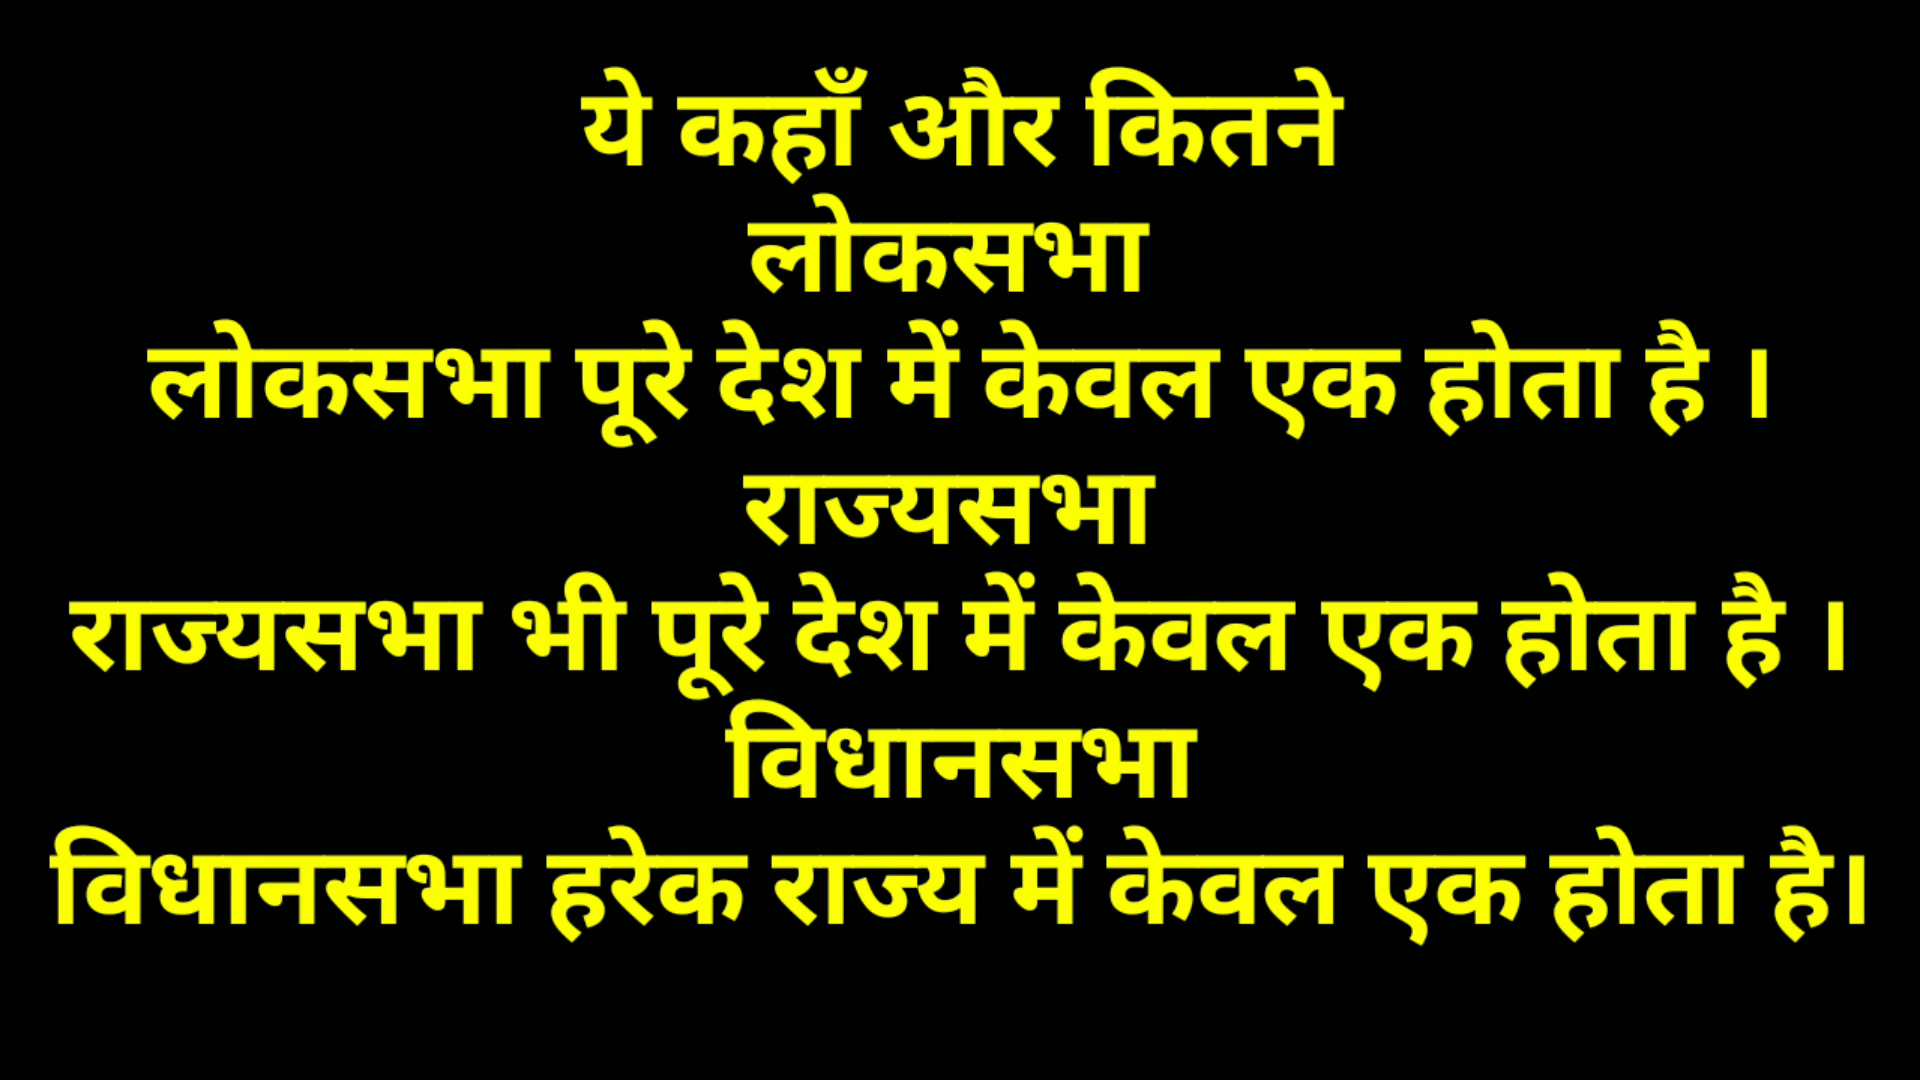 ये कहाँ और कितने
लोकसभा
लोकसभा पूरे देश में केवल एक होता है ।
राज्यसभा
राज्यसभा भी पूरे देश में केवल एक होता है ।
विधानसभा
विधानसभा हरेक राज्य में केवल एक होता है।